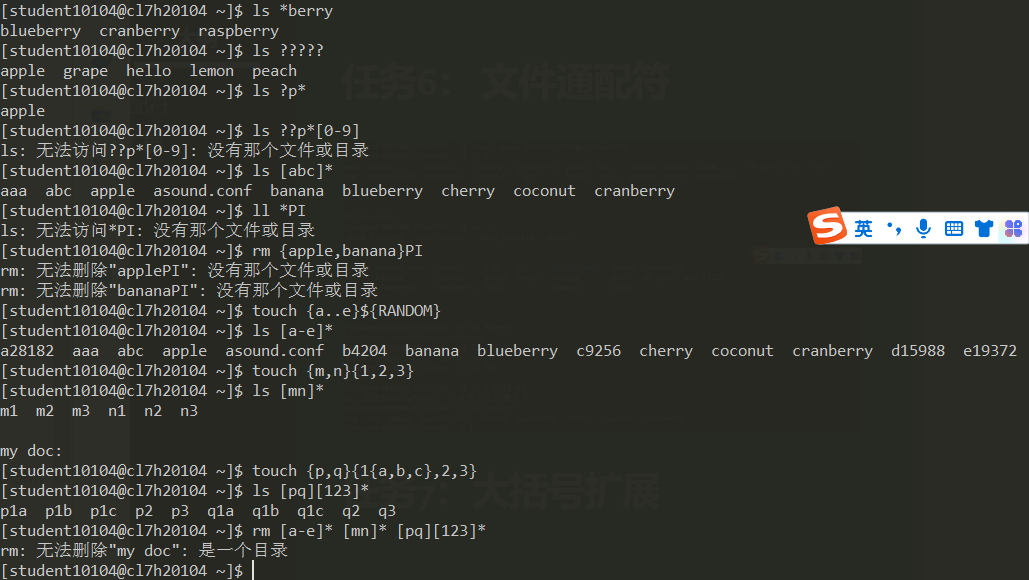 [student10104@cl7h20104 ~]$ ls *berry
blueberry  cranberry  raspberry
[student10104@cl7h20104 ~]$ ls ?????
apple  grape  hello  lemon  peach
任务6： 文件通配符
[student10104@cl7h20104 ~]$ ls ?p*
apple
[student10104@cl7h20104 ~]$ ls ??p*[0-9]
ls: 无法访问??p*[0-9]: 没有那个文件或目录
[student10104@cl7h20104 ~]$ ls [abc]*
aaa  abc  apple  asound.conf  banana  blueberry  cherry  coconut  cranberry
[student10104@cl7h20104 ~]$ ll *PI
ls: 无法访问*PI: 没有那个文件或目录
S 英
[student10104@cl7h20104 ~]$ rm {apple,banana}PI
rm: 无法删除"applePI": 没有那个文件或目录
rm: 无法删除"bananaPI": 没有那个文件或目录
[student10104@cl7h20104 ~]$ touch {a..e}${RANDOM}
[student10104@cl7h20104 ~]$ ls [a-e]*
a28182  aaa  abc  apple  asound.conf  b4204  banana  blueberry  c9256  cherry  coconut  cranberry  d15988  e19372
[student10104@cl7h20104 ~]$ touch {m,n}{1,2,3}
[student10104@cl7h20104 ~]$ ls [mn]*
m1  m2  m3  n1  n2  n3
my doc:
[student10104@cl7h20104 ~]$ touch {p,q}{1{a,b,c},2,3}
[student10104@cl7h20104 ~]$ ls [pq][123]*
任务7： 大括号扩展
p1a  p1b  p1c  p2  p3  q1a  q1b  q1c  q2  q3
[student10104@cl7h20104 ~]$ rm [a-e]* [mn]* [pq][123]*
rm: 无法删除"my doc": 是一个目录
[student10104@cl7h20104 ~]$